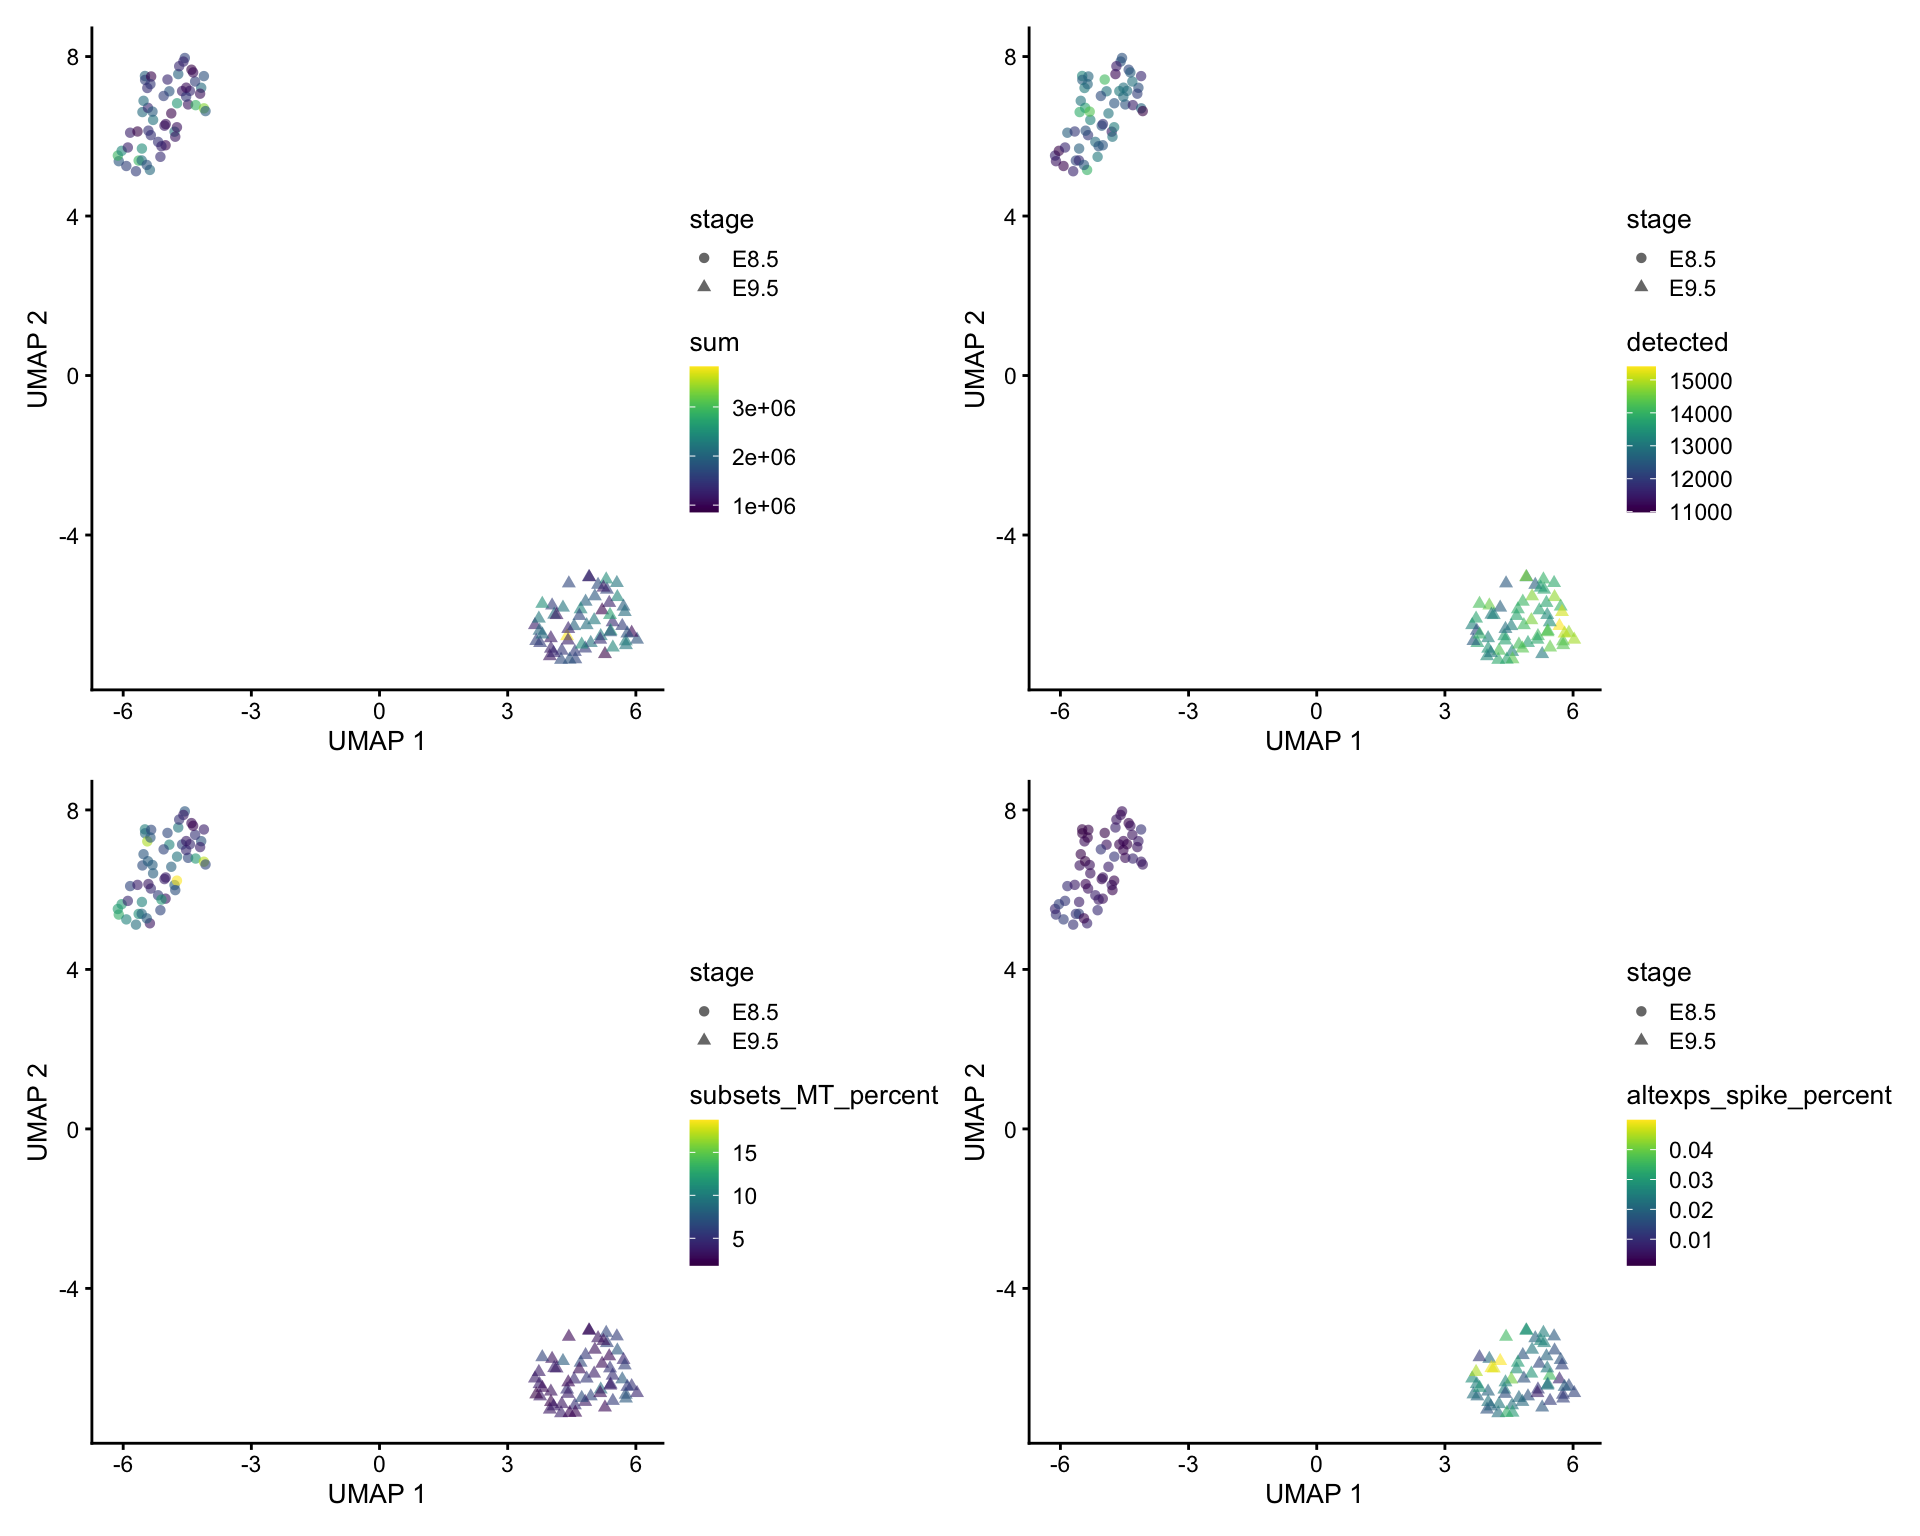 8
4
0
-4
UMAP 2
-6 -3 0 3 6
UMAP 1
stage
E8.5
E9.5
sum
3e+06
2e+06
1e+06
8
4
0
-4
UMAP 2
-6 -3 0 3 6
UMAP 1
stage
E8.5
E9.5
detected
15000
14000
13000
12000
11000
8
4
0
-4
UMAP 2
-6 -3 0 3 6
UMAP 1
stage
E8.5
E9.5
subsets_MT_percent
15
10
5
8
4
0
-4
UMAP 2
-6 -3 0 3 6
UMAP 1
stage
E8.5
E9.5
altexps_spike_percent
0.04
0.03
0.02
0.01